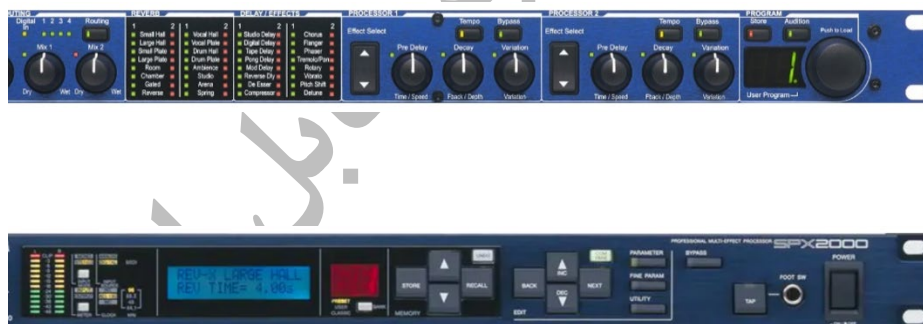 UTING
REVERB
DELAY / EFFECTS
PROCESSOR 1
PROCESSOR 2
PROGRAM
Digital In 1 2 3 4
Routing
1 2
1 2
Tempo
Bypass
Tempo
Bypass
Store
Audition
Small Hall
Vocal Hall
Studio Delay
Chorus
Effect Select
Effect Select
Push to Load
Large Hall
Vocal Plate
Digital Delay
Flanger
Mix 1
Mix 2
Small Plate
Drum Hall
Tape Delay
Phaser
Pre Delay
Decay
Variation
Pre Delay
Decay
Variation
Large Plate
Drum Plate
Pong Delay
Tremolo/Pan
Room
Ambience
Mod Delay
Rotary
1.
Chamber
Studio
Reverse Dly
Vibrato
Gated
Arena
De Esser
Pitch Shift
Dry
Wet
Dry
Wet
Reverse
Spring
Compressor
Detune
Time / Speed
Fback / Depth
Variation
Time / Speed
Fback / Depth
Variation
User Program
PROFESSIONAL MULTI-EFFECT PROCESSOR SPX2000
L R
CLIP
UNDO
PARAMETER
BYPASS
POWER
REV-X LARGE HALL
REV TIME= 4.00s
1
STORE
RECALL
BACK
INC
DEC
NEXT
FINE PARAM
FOOT SW
PRESET
USER
CLASSIC
BANK
MEMORY
EDIT
UTILITY
TAP
METER
CLOCK